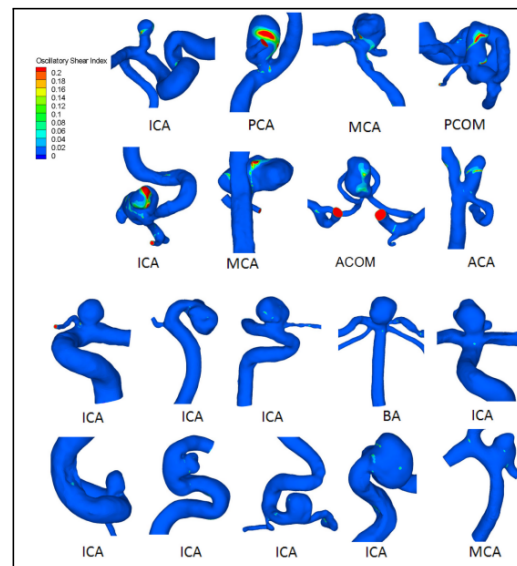 Oscillatory Shear Index
0.2
0.18
0.16
0.14
0.12
0.1
0.08
0.06
0.04
0.02
0
ICA PCA MCA PCOM
ICA MCA ACOM ACA
ICA ICA ICA BA ICA
ICA ICA ICA ICA MCA